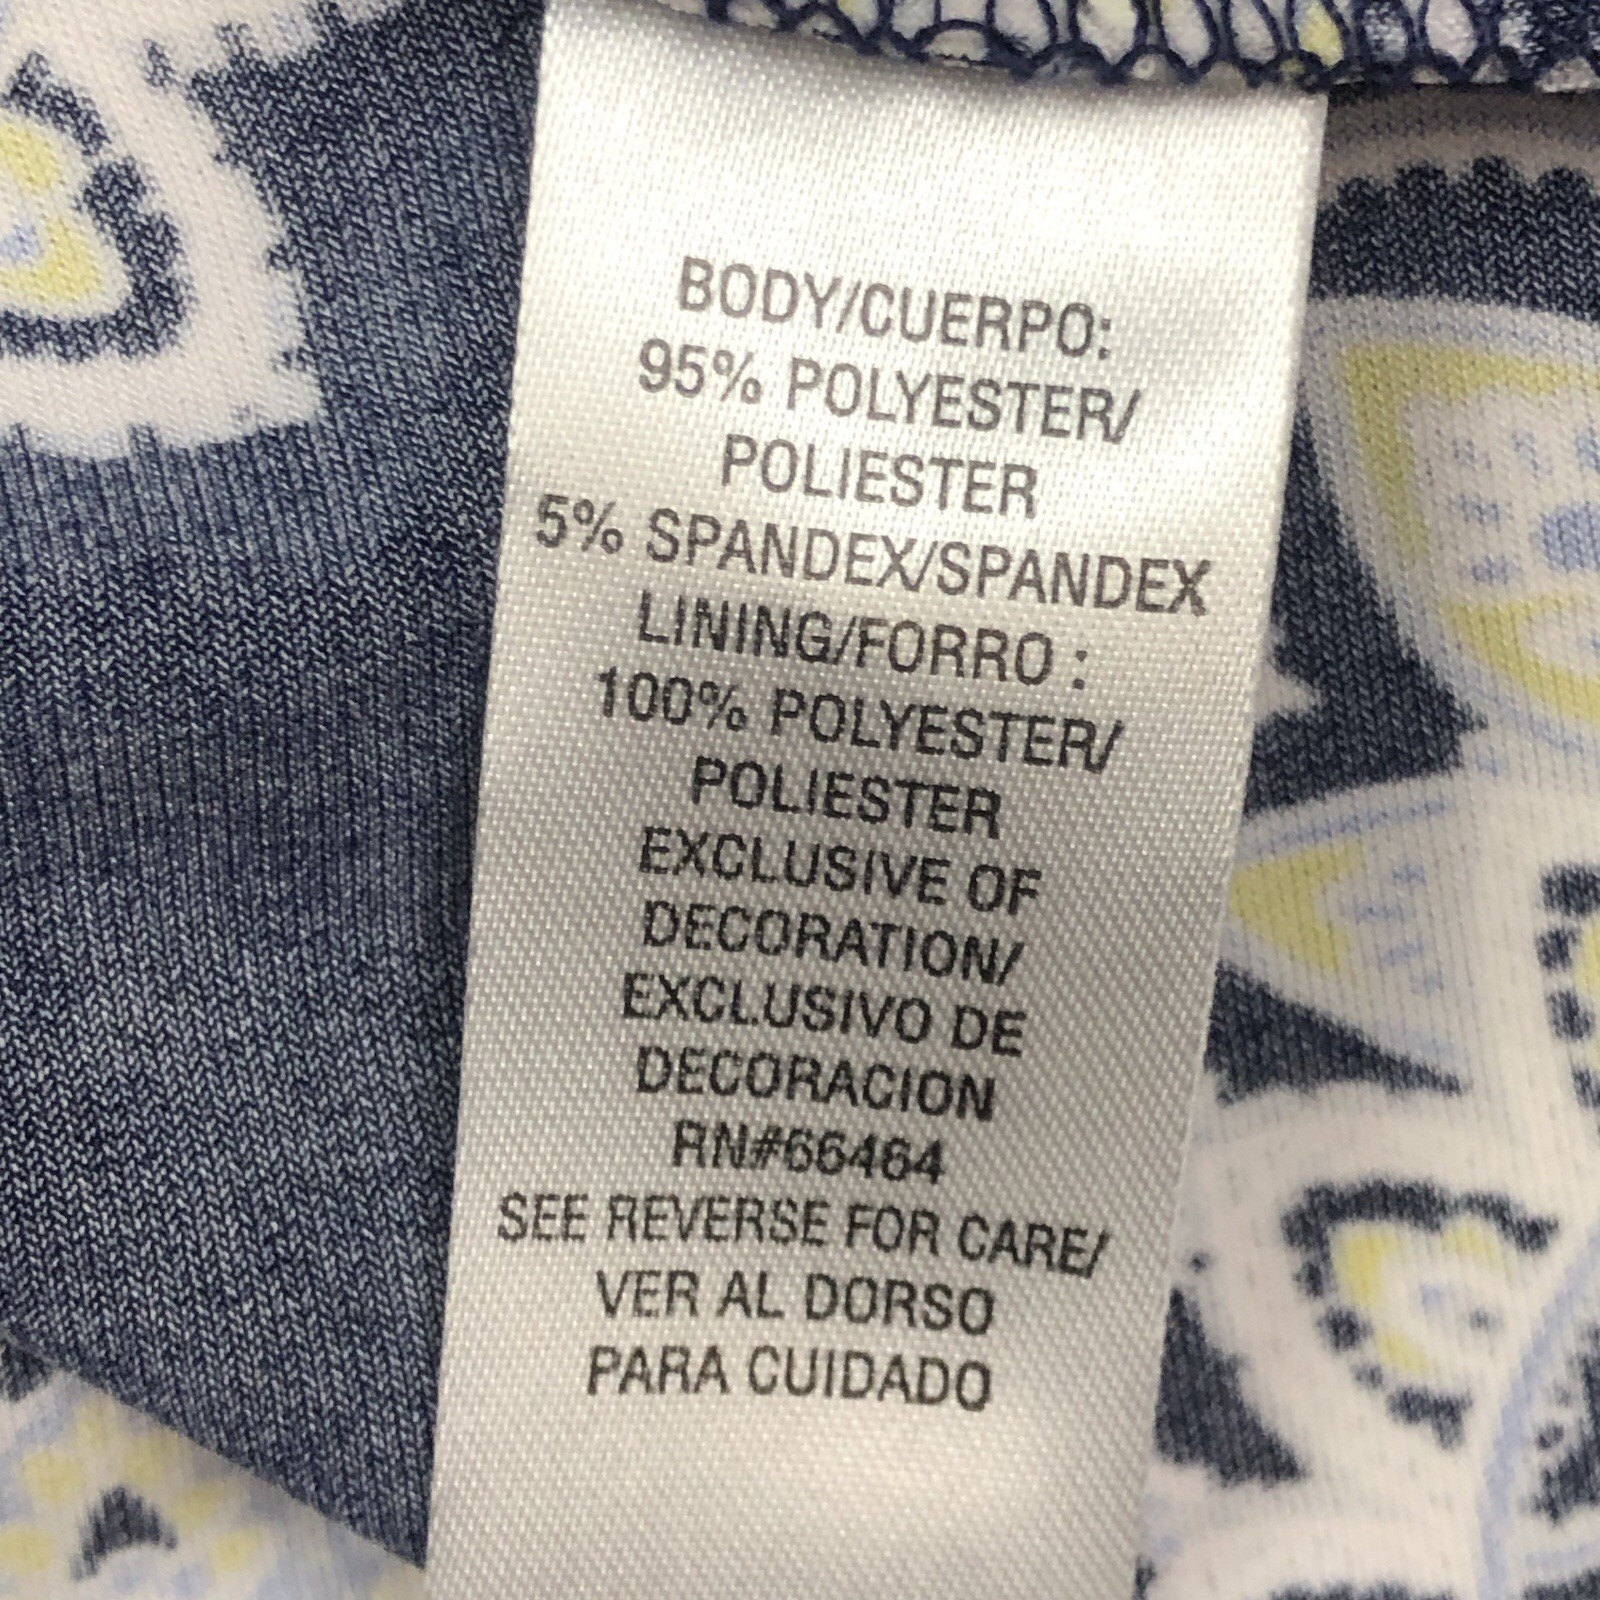 BODY/CUERPO:
95% POLYESTER/
POLIESTER
5% SPANDEX/SPANDEX
LINING/FORRO :
100% POLYESTER/
POLIESTER
EXCLUSIVE OF
DECORATION/
EXCLUSIVO DE
DECORACION
RN#66464
SEE REVERSE FOR CARE/
VER AL DORSO
PARA CUIDADO